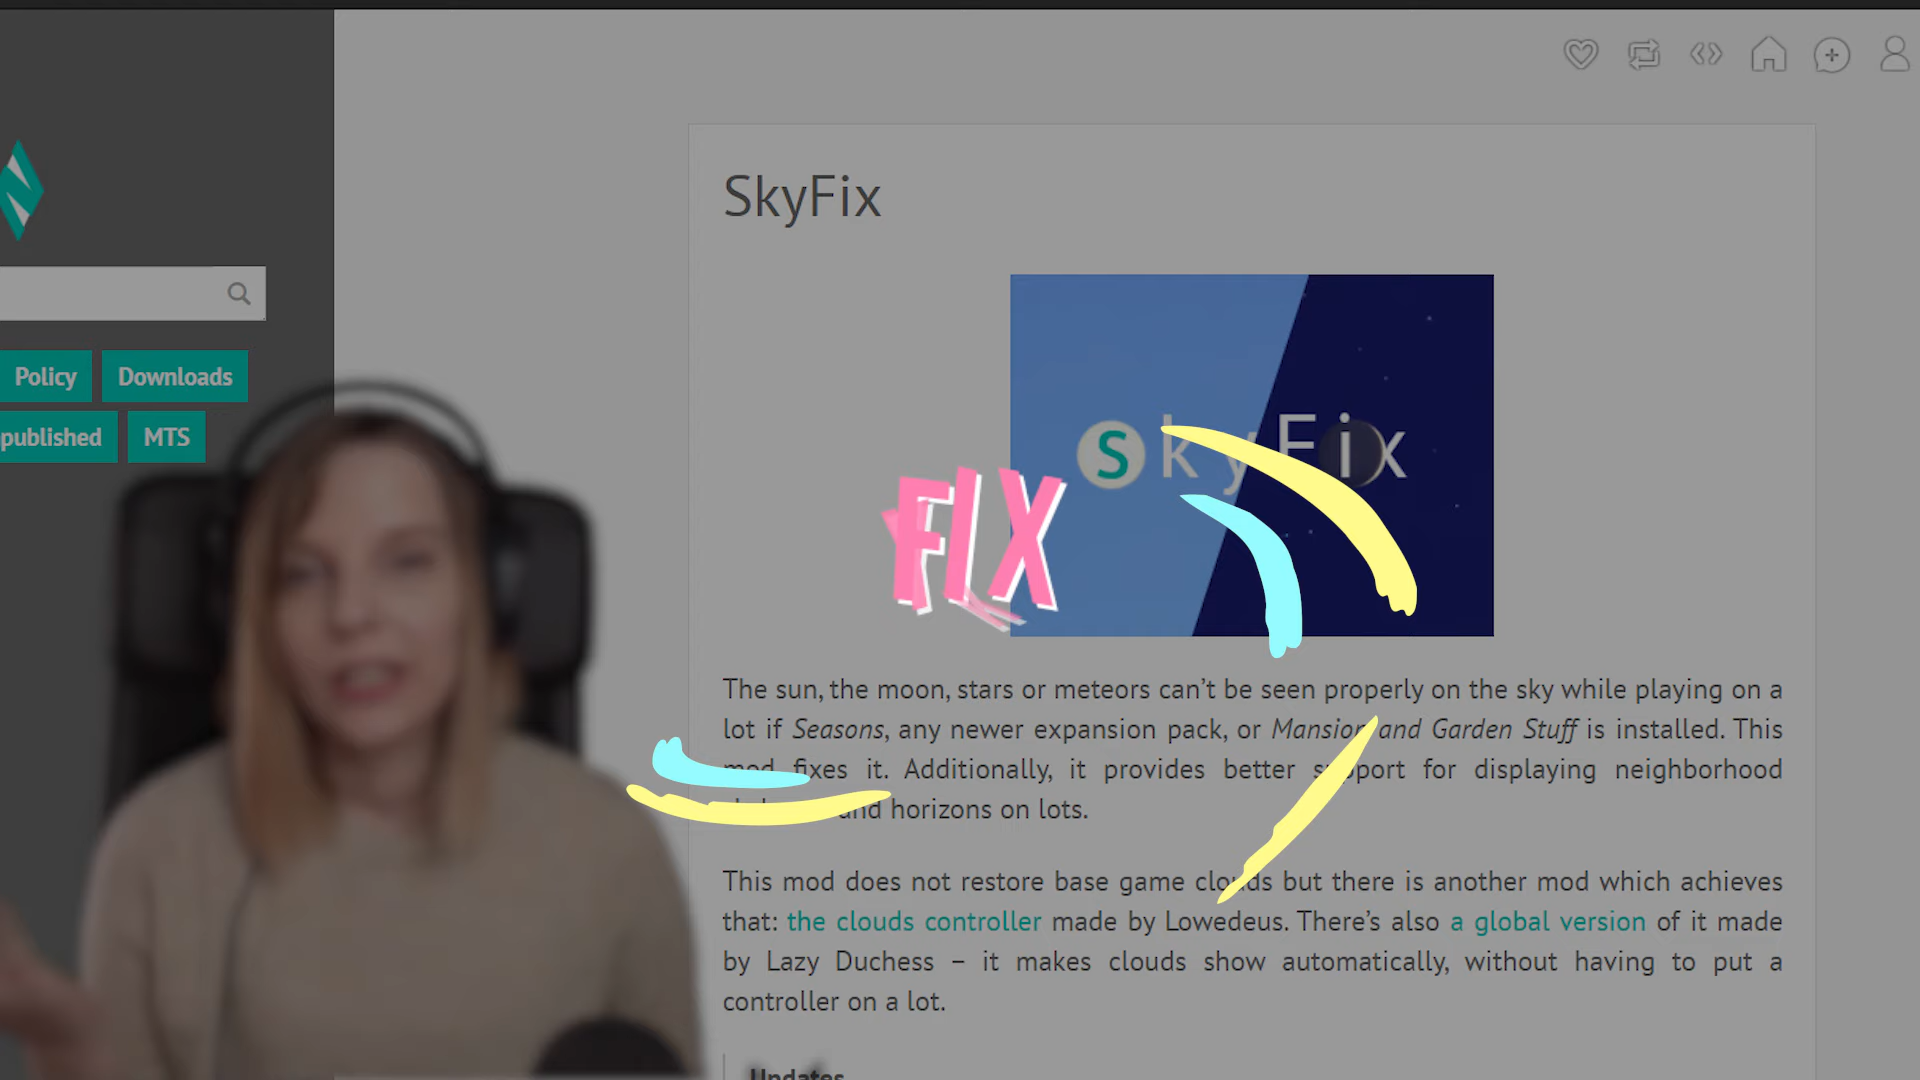 SkyFix
Policy
Downloads
published
MTS
SkyFix
FIX
The sun, the moon, stars or meteors can't be seen properly on the sky while playing on a
lot if Seasons, any newer expansion pack, or Mansion and Garden Stuff is installed. This
mod fixes it. Additionally, it provides better support for displaying neighborhood
and horizons on lots.
This mod does not restore base game clouds but there is another mod which achieves
that: the clouds controller made by Lowedeus. There's also a global version of it made
by Lazy Duchess – it makes clouds show automatically, without having to put a
controller on a lot.
Updates